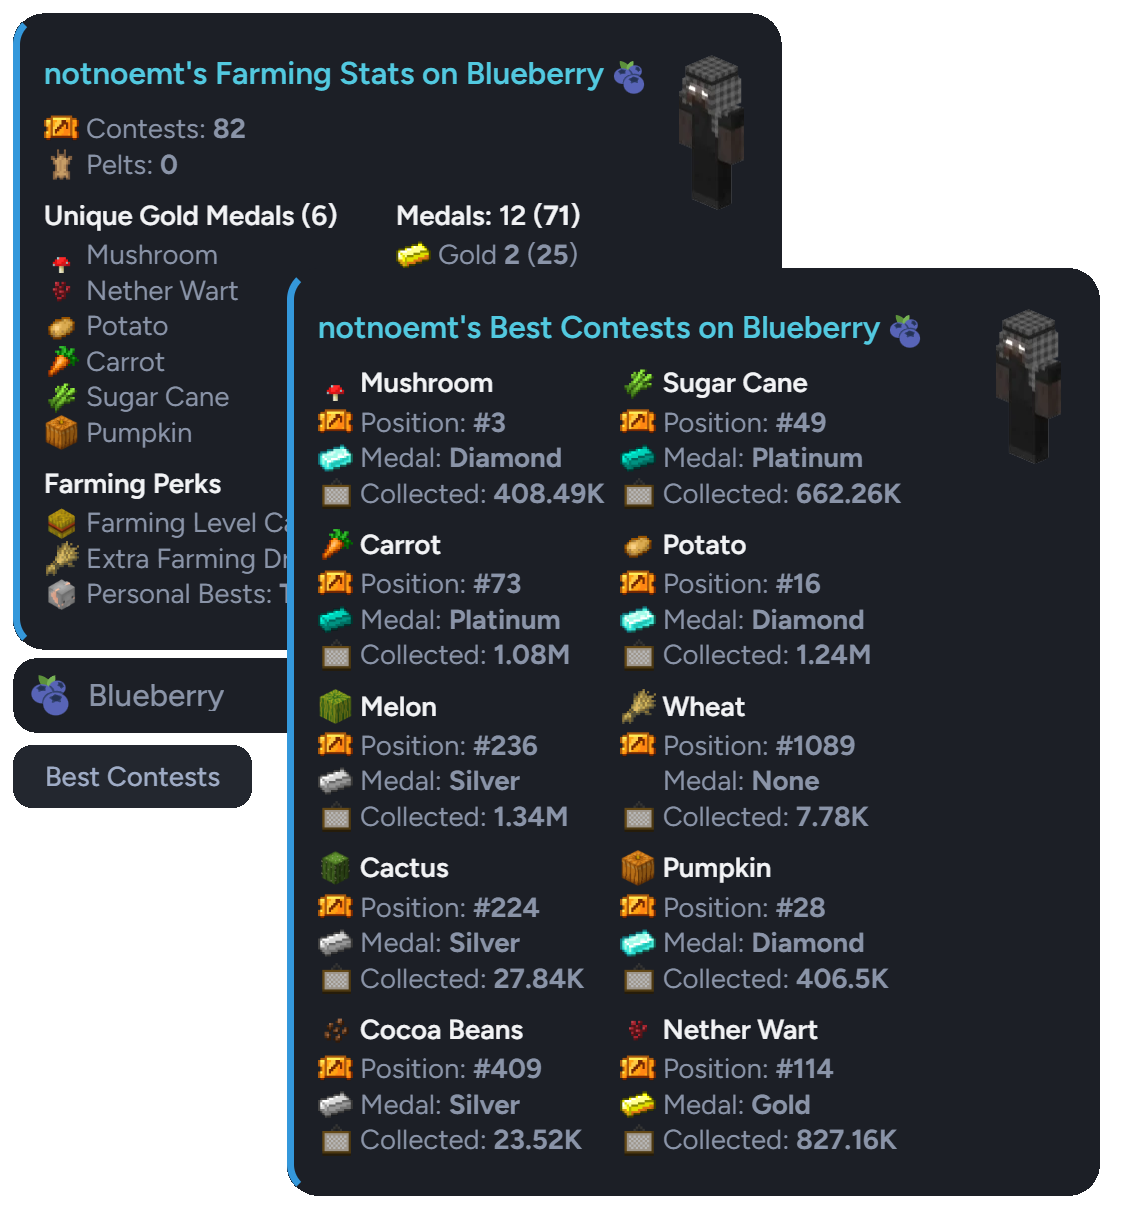 notnoemt's Farming Stats on Blueberry
Contests: 82
Pelts: 0
Unique Gold Medals (6)
Mushroom
Nether Wart
Potato
Carrot
Sugar Cane
Pumpkin
Medals: 12 (71)
Gold 2 (25)
Farming Perks
Farming Level
Extra Farming
Personal Bests:
Blueberry
Best Contests
notnoemt's Best Contests on Blueberry
Mushroom
Position: #3
Medal: Diamond
Collected: 408.49K
Sugar Cane
Position: #49
Medal: Platinum
Collected: 662.26K
Carrot
Position: #73
Medal: Platinum
Collected: 1.08M
Potato
Position: #16
Medal: Diamond
Collected: 1.24M
Melon
Position: #236
Medal: Silver
Collected: 1.34M
Wheat
Position: #1089
Medal: None
Collected: 7.78K
Cactus
Position: #224
Medal: Silver
Collected: 27.84K
Pumpkin
Position: #28
Medal: Diamond
Collected: 406.5K
Cocoa Beans
Position: #409
Medal: Silver
Collected: 23.52K
Nether Wart
Position: #114
Medal: Gold
Collected: 827.16K